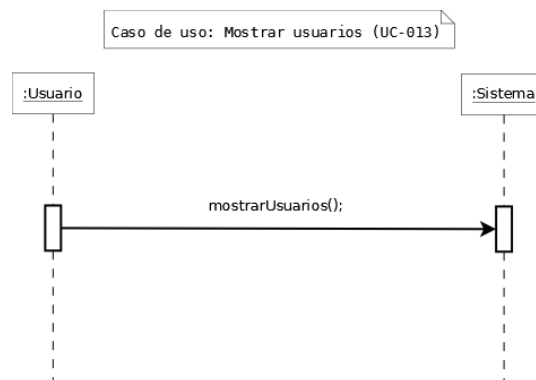 Caso de uso: Mostrar usuarios (UC-013)
:Usuario
:Sistema
mostrarUsuarios();